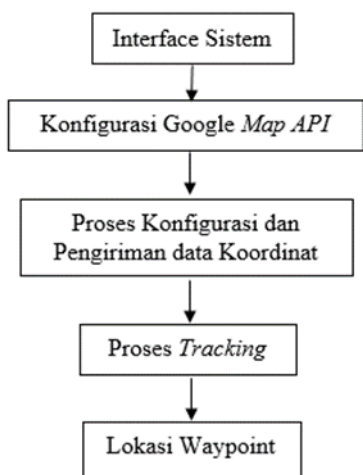 Interface Sistem
Konfigurasi Google Map API
Proses Konfigurasi dan
Pengiriman data Koordinat
Proses Tracking
Lokasi Waypoint